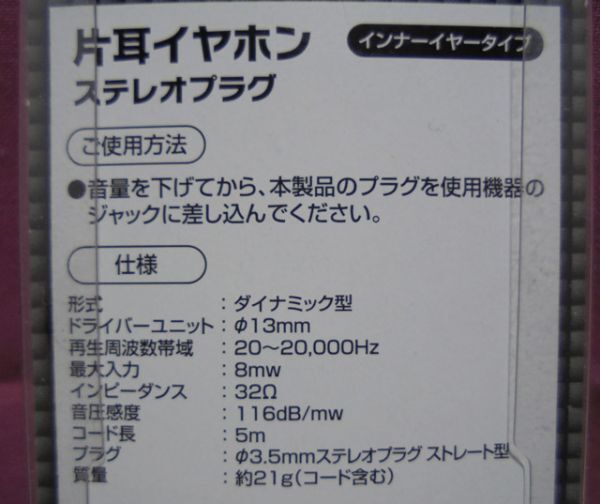 片耳イヤホン
インナーイヤータイプ
ステレオプラグ
ご使用方法
●音量を下げてから、本製品のプラグを使用機器の
ジャックに差し込んでください。
仕様
形式 : ダイナミック型
ドライバーユニット : φ13mm
再生周波数帯域 : 20〜20,000Hz
最大入力 : 8mw
インピーダンス : 32Ω
音圧感度 : 116dB/mw
コード長 : 5m
プラグ : φ3.5mmステレオプラグ ストレート型
質量 : 約21g(コード含む)